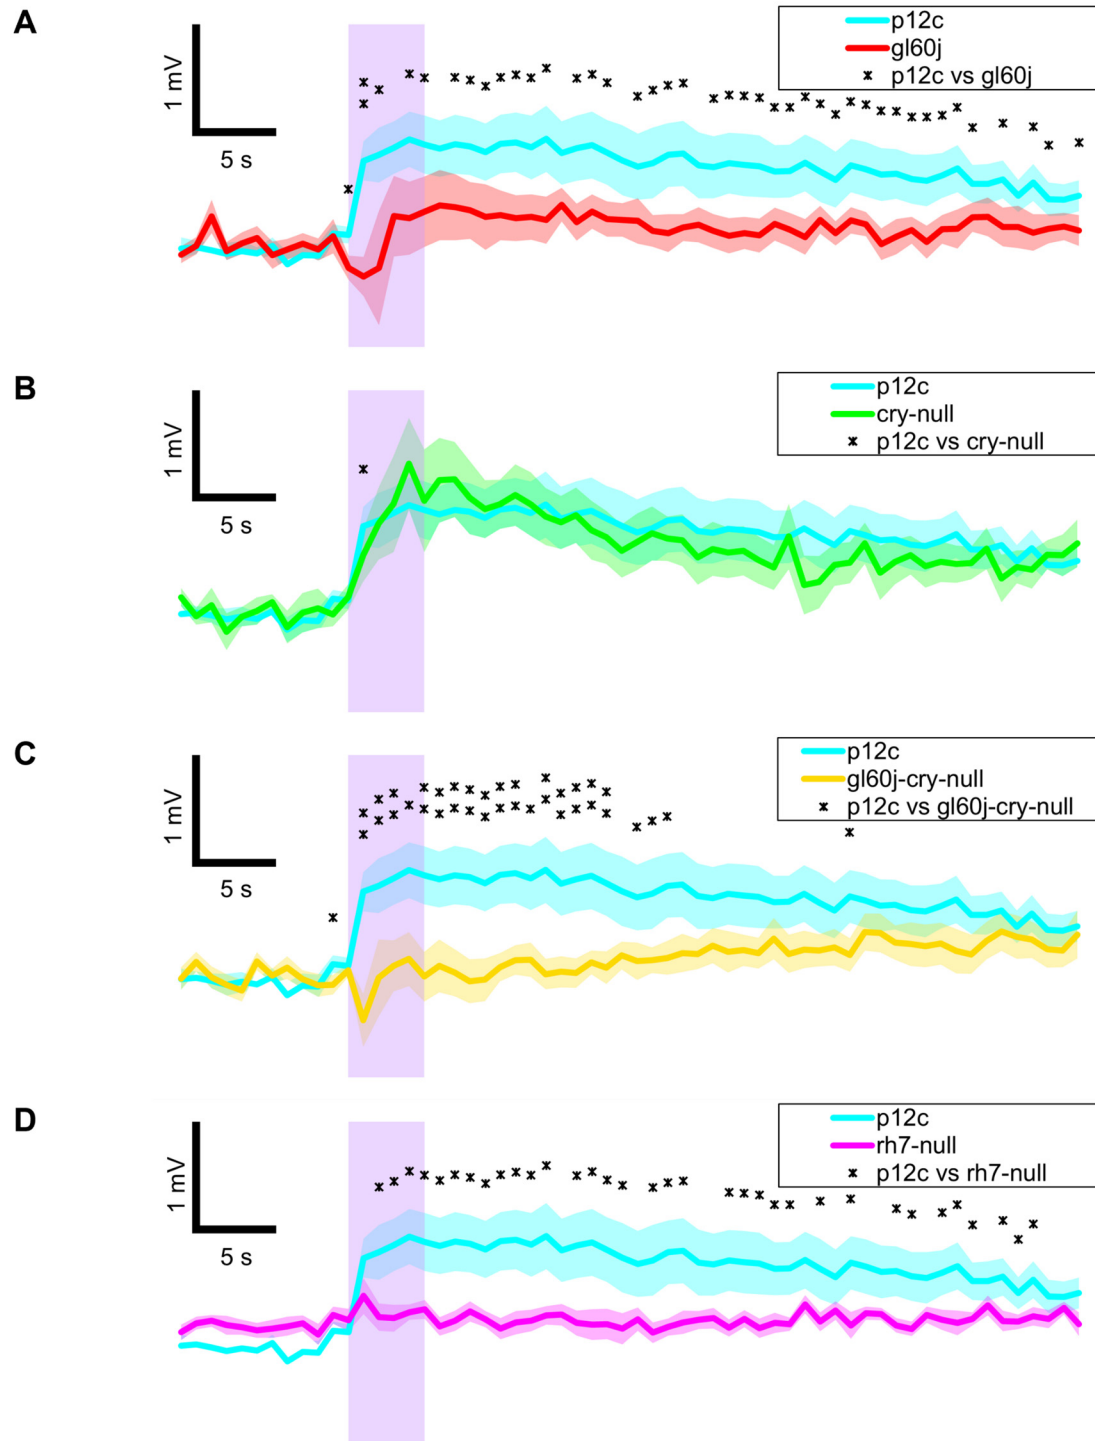 A
1 mV
5 s
p12c
gl60j
p12c vs gl60j
B
1 mV
5 s
p12c
cry-null
p12c vs cry-null
C
1 mV
5 s
p12c
gl60j-cry-null
p12c vs gl60j-cry-null
D
1 mV
5 s
p12c
rh7-null
p12c vs rh7-null